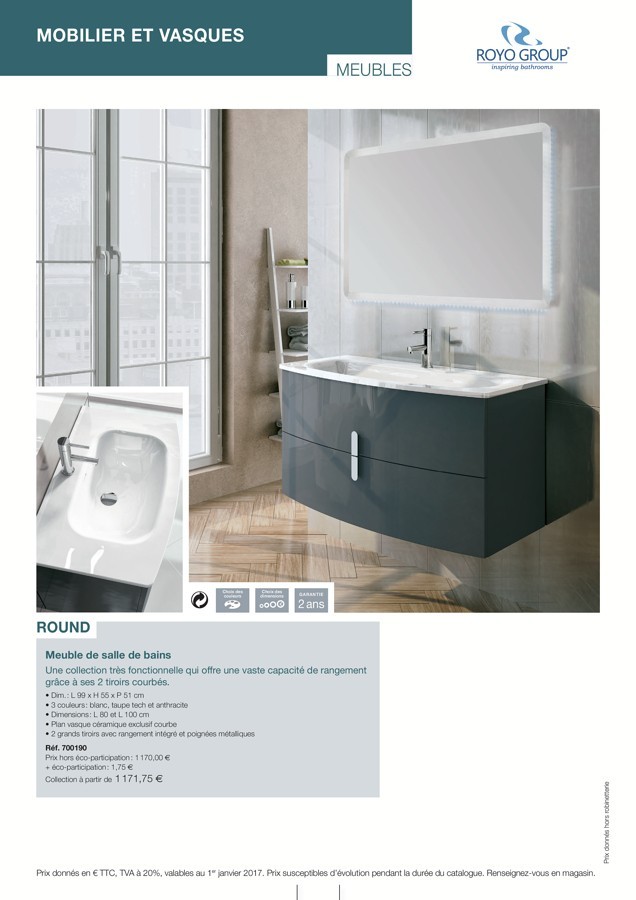 MOBILIER ET VASQUES
MEUBLES
ROYO GROUP®
inspiring bathrooms
Choix des
couleurs
Choix des
dimensions
GARANTIE
2 ans
ROUND
Meuble de salle de bains
Une collection très fonctionnelle qui offre une vaste capacité de rangement
grâce à ses 2 tiroirs courbés.
• Dim. : L 99 x H 55 x P 51 cm
• 3 couleurs : blanc, taupe tech et anthracite
• Dimensions : L 80 et L 100 cm
• Plan vasque céramique exclusif courbe
• 2 grands tiroirs avec rangement intégré et poignées métalliques
Réf. 700190
Prix hors éco-participation : 1 170,00 €
+ éco-participation : 1,75 €
Collection à partir de 1 171,75 €
Prix donnés hors robinetterie
Prix donnés en € TTC, TVA à 20%, valables au 1er janvier 2017. Prix susceptibles d'évolution pendant la durée du catalogue. Renseignez-vous en magasin.